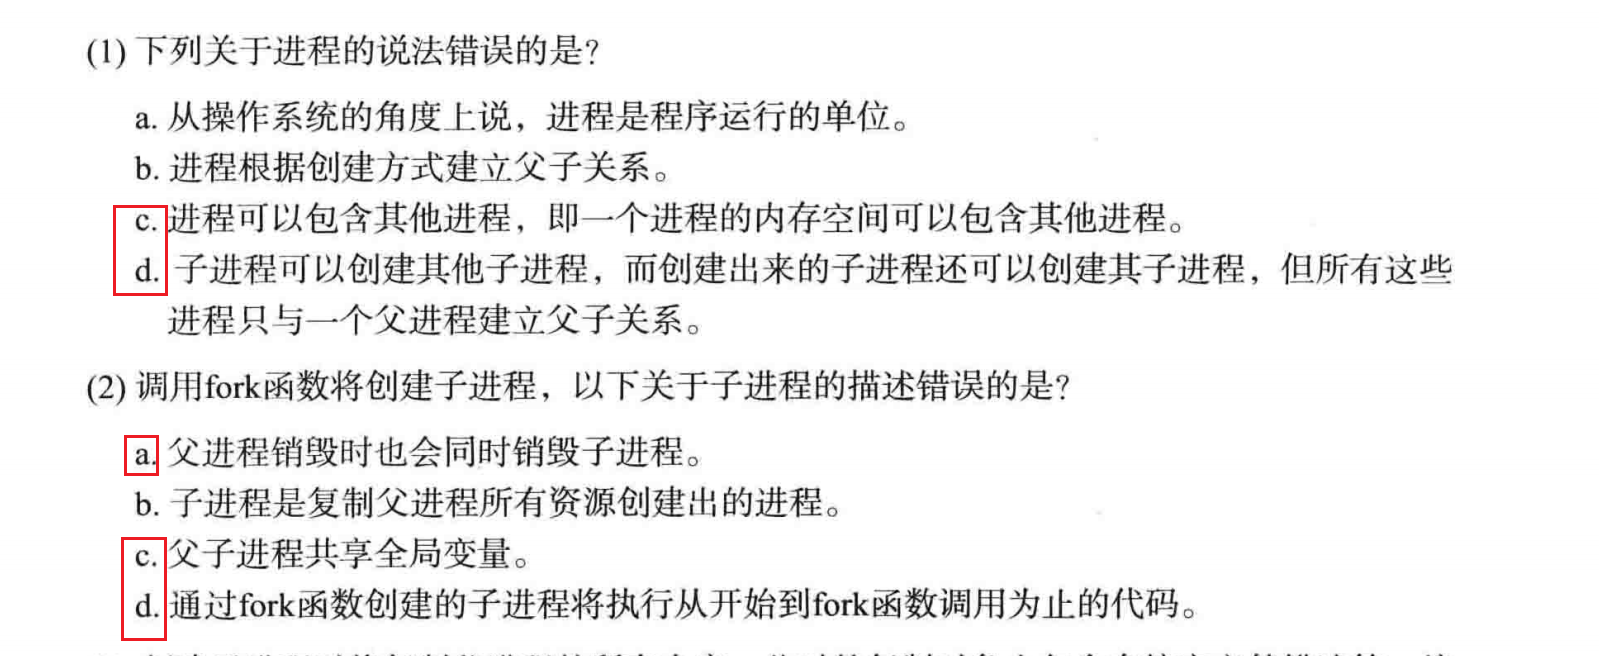 (1) 下列关于进程的说法错误的是?
a. 从操作系统的角度上说，进程是程序运行的单位。
b. 进程根据创建方式建立父子关系。
c. 进程可以包含其他进程，即一个进程的内存空间可以包含其他进程。
d. 子进程可以创建其他子进程，而创建出来的子进程还可以创建其子进程，但所有这些
进程只与一个父进程建立父子关系。
(2) 调用fork函数将创建子进程，以下关于子进程的描述错误的是?
a. 父进程销毁时也会同时销毁子进程。
b. 子进程是复制父进程所有资源创建出的进程。
c. 父子进程共享全局变量。
d. 通过fork函数创建的子进程将执行从开始到fork函数调用为止的代码。